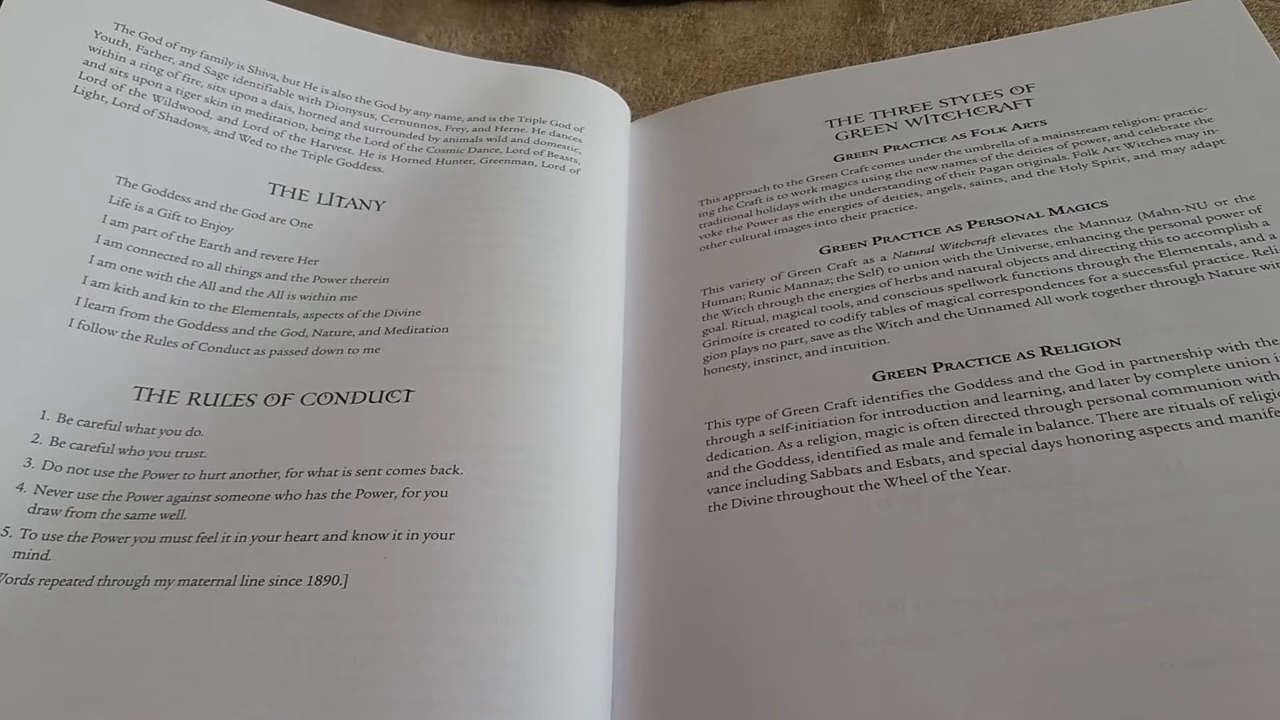 The God of my family is Shiva, but He is also the God by any name, and is the Triple God of
Youth, Father, and Sage identifiable with Dionysus, Cernunnos, Frey, and Herne. He dances
within a ring of fire, sits upon a dais, horned and surrounded by animals wild and domestic,
and sits upon a tiger skin in meditation, being the Lord of the Cosmic Dance, Lord of Beasts,
Lord of the Wildwood, and Lord of the Harvest. He is Horned Hunter, Greenman, Lord of
Light, Lord of Shadows, and Wed to the Triple Goddess.
THE LITANY
The Goddess and the God are One
Life is a Gift to Enjoy
I am part of the Earth and revere Her
I am connected to all things and the Power therein
I am one with the All and the All is within me
I am kith and kin to the Elementals, aspects of the Divine
I learn from the Goddess and the God, Nature, and Meditation
I follow the Rules of Conduct as passed down to me
THE RULES OF CONDUCT
1. Be careful what you do.
2. Be careful who you trust.
3. Do not use the Power to hurt another, for what is sent comes back.
4. Never use the Power against someone who has the Power, for you
draw from the same well.
5. To use the Power you must feel it in your heart and know it in your
mind.
ords repeated through my maternal line since 1890.]
THE THREE STYLES OF
GREEN WITCHCRAFT
GREEN PRACTICE AS FOLK ARTS
This approach to the Green Craft comes under the umbrella of a mainstream religion: practic-
ing the Craft is to work magics using the new names of the deities of power, and celebrate the
traditional holidays with the understanding of their Pagan originals. Folk Art Witches may in-
voke the Power as the energies of deities, angels, saints, and the Holy Spirit, and may adapt
other cultural images into their practice.
GREEN PRACTICE AS PERSONAL MAGICS
This variety of Green Craft as a Natural Witchcraft elevates the Mannuz (Mahn-NU or the
Human; Runic Mannaz; the Self) to union with the Universe, enhancing the personal power of
the Witch through the energies of herbs and natural objects and directing this to accomplish a
goal. Ritual, magical tools, and conscious spellwork functions through the Elementals, and a
Grimoire is created to codify tables of magical correspondences for a successful practice. Reli
gion plays no part, save as the Witch and the Unnamed All work together through Nature wi
honesty, instinct, and intuition.
GREEN PRACTICE AS RELIGION
This type of Green Craft identifies the Goddess and the God in partnership with the
through a self-initiation for introduction and learning, and later by complete union
dedication. As a religion, magic is often directed through personal communion with
and the Goddess, identified as male and female in balance. There are rituals of religi
vance including Sabbats and Esbats, and special days honoring aspects and manife
the Divine throughout the Wheel of the Year.